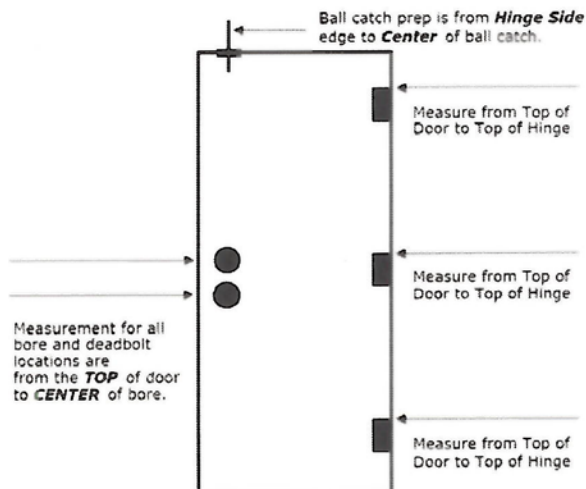 Ball catch prep is from Hinge Side
edge to Center of ball catch.
Measure from Top of
Door to Top of Hinge
Measure from Top of
Door to Top of Hinge
Measurement for all
bore and deadbolt
locations are
from the TOP of door
to CENTER of bore.
Measure from Top of
Door to Top of Hinge